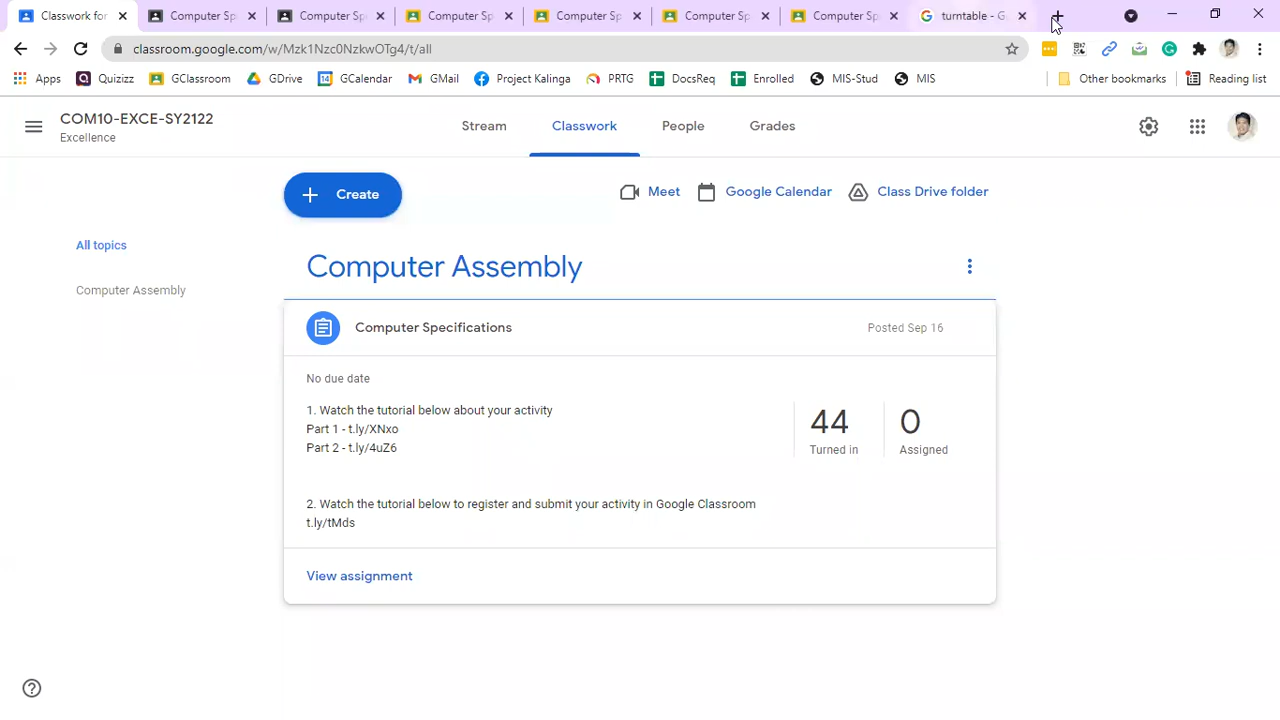 Classwork for
Computer Sp
Computer Sp
Computer Sp
Computer Sp
Computer Sp
Computer Sp
turntable - G
classroom.google.com/w/Mzk1Nzc0NzkwOTg4/t/all
Apps
Quizizz
GClassroom
GDrive
GCalendar
GMail
Project Kalinga
PRTG
DocsReq
Enrolled
MIS-Stud
MIS
Other bookmarks
Reading list
COM10-EXCE-SY2122
Excellence
Stream
Classwork
People
Grades
Create
Meet
Google Calendar
Class Drive folder
All topics
Computer Assembly
Computer Assembly
Computer Specifications
Posted Sep 16
No due date
1. Watch the tutorial below about your activity
Part 1 - t.ly/XNxo
Part 2 - t.ly/4uZ6
44
Turned in
0
Assigned
2. Watch the tutorial below to register and submit your activity in Google Classroom
t.ly/tMds
View assignment